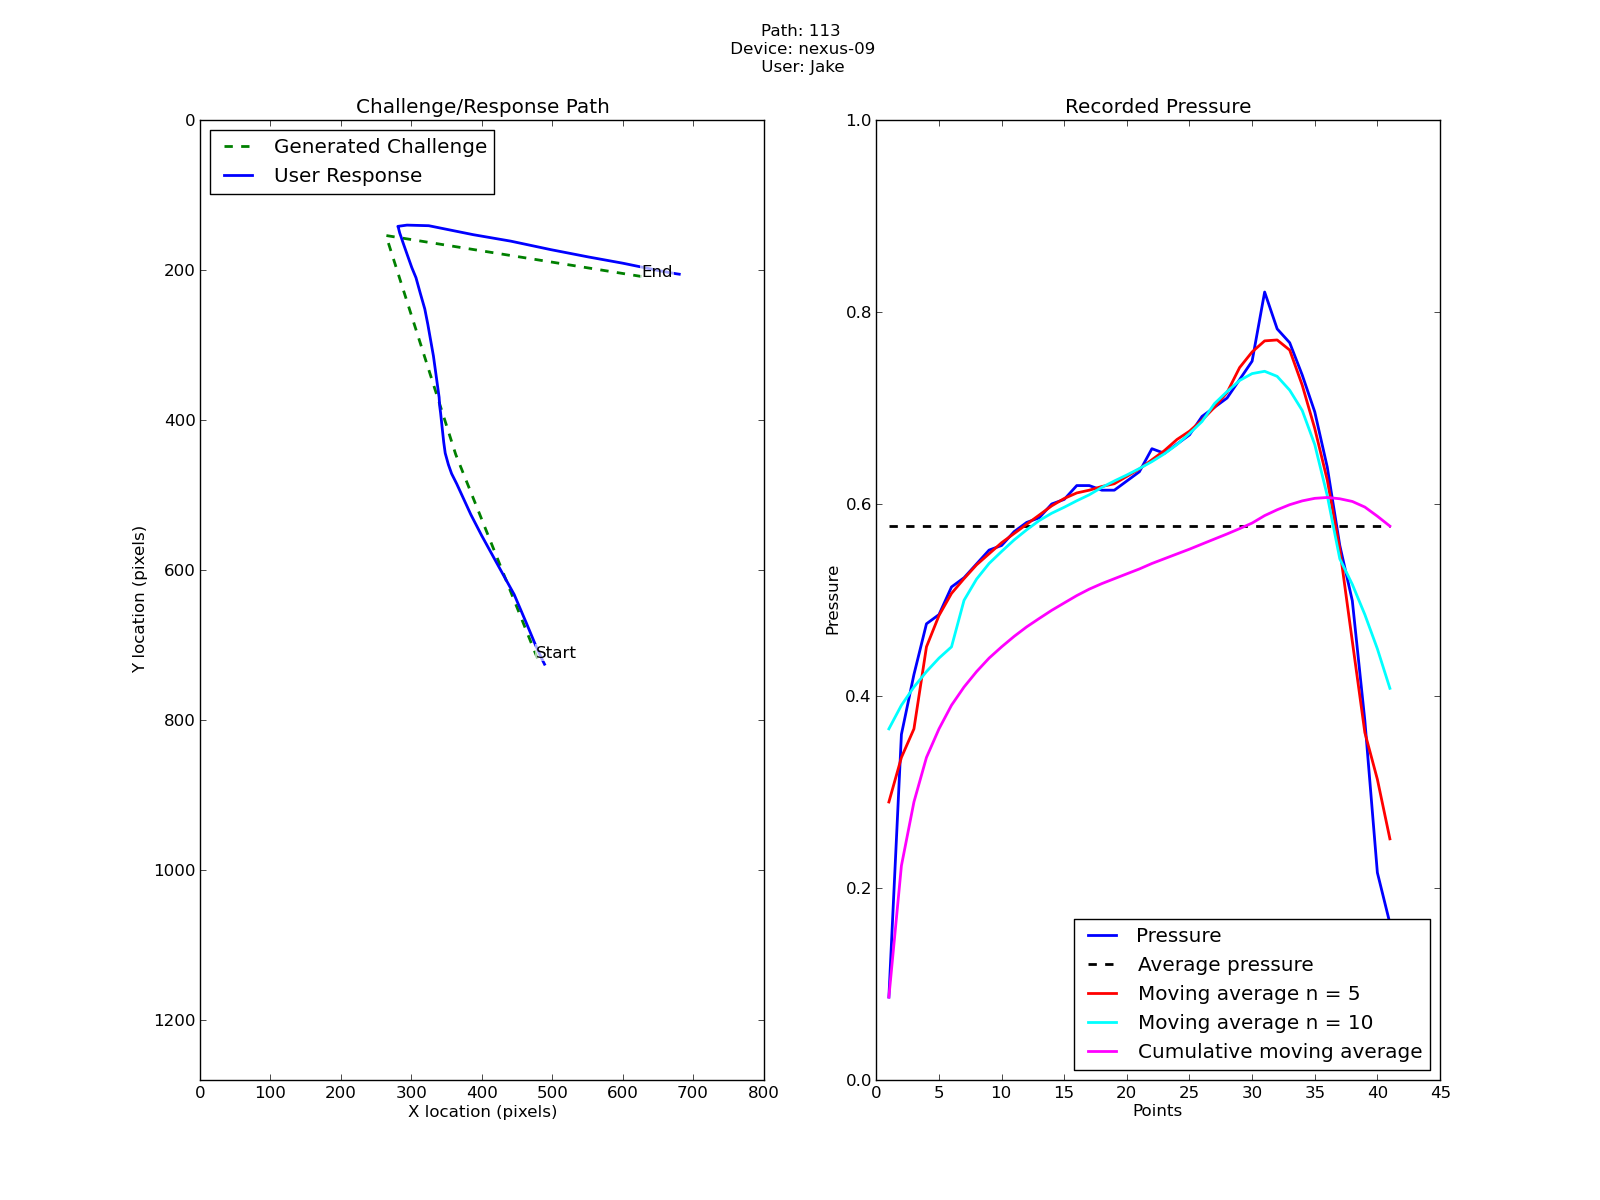 Path: 113
Device: nexus-09
User: Jake
Challenge/Response Path
Generated Challenge
User Response
End
Start
0
200
400
600
800
1000
1200
Y location (pixels)
0 100 200 300 400 500 600 700 800
X location (pixels)
Recorded Pressure
1.0
0.8
0.6
0.4
0.2
0.0
Pressure
Pressure
Average pressure
Moving average n = 5
Moving average n = 10
Cumulative moving average
0 5 10 15 20 25 30 35 40 45
Points